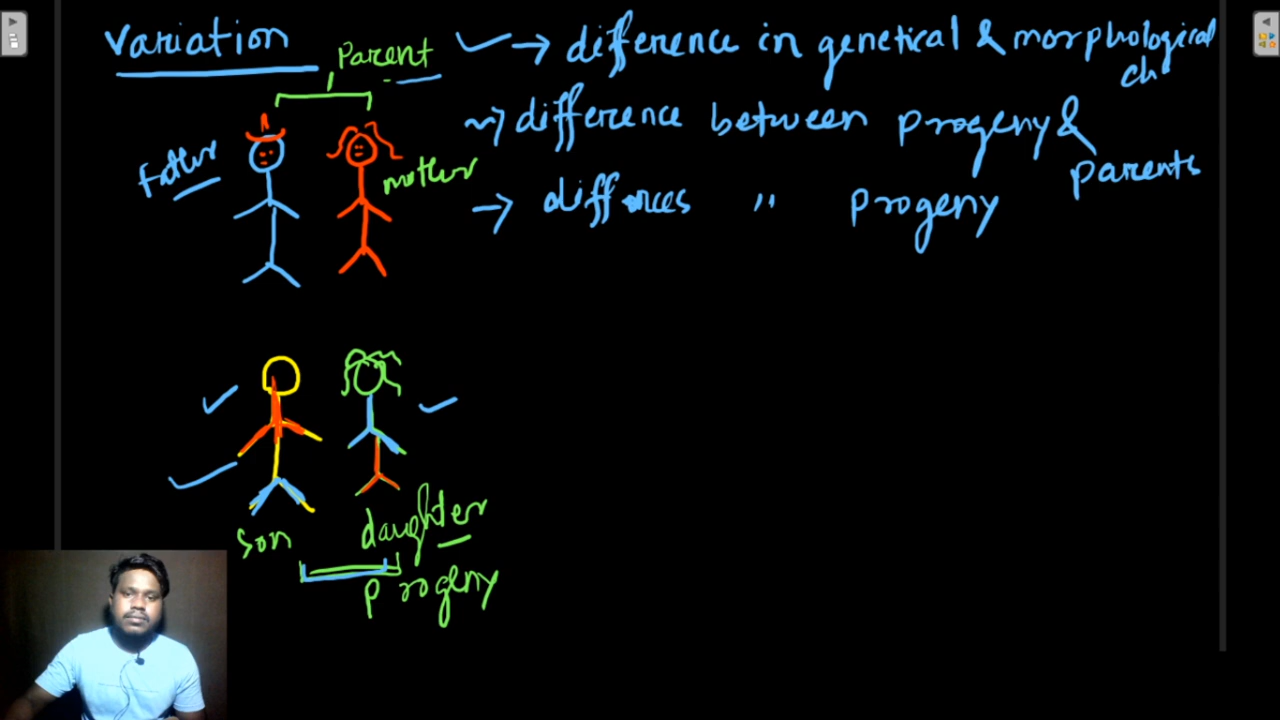 Variation
Parent
→ difference in genetical & morphological
ch
Father
mother
→ difference between progeny &
parents
→ differences " Progeny
son
daughter
Progeny